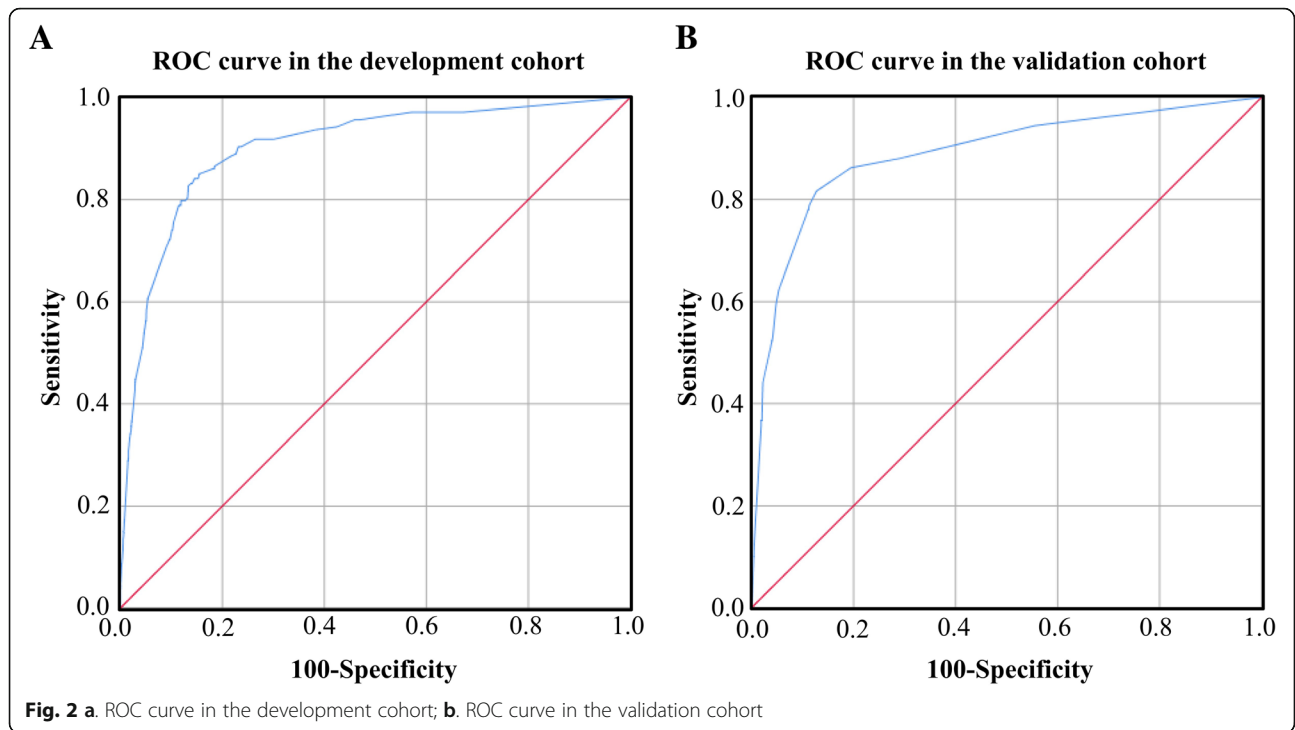 A
ROC curve in the development cohort
1.0
0.8
0.6
0.4
0.2
0.0
Sensitivity
0.0 0.2 0.4 0.6 0.8 1.0
100-Specificity
B
ROC curve in the validation cohort
1.0
0.8
0.6
0.4
0.2
0.0
Sensitivity
0.0 0.2 0.4 0.6 0.8 1.0
100-Specificity
Fig. 2 a. ROC curve in the development cohort; b. ROC curve in the validation cohort